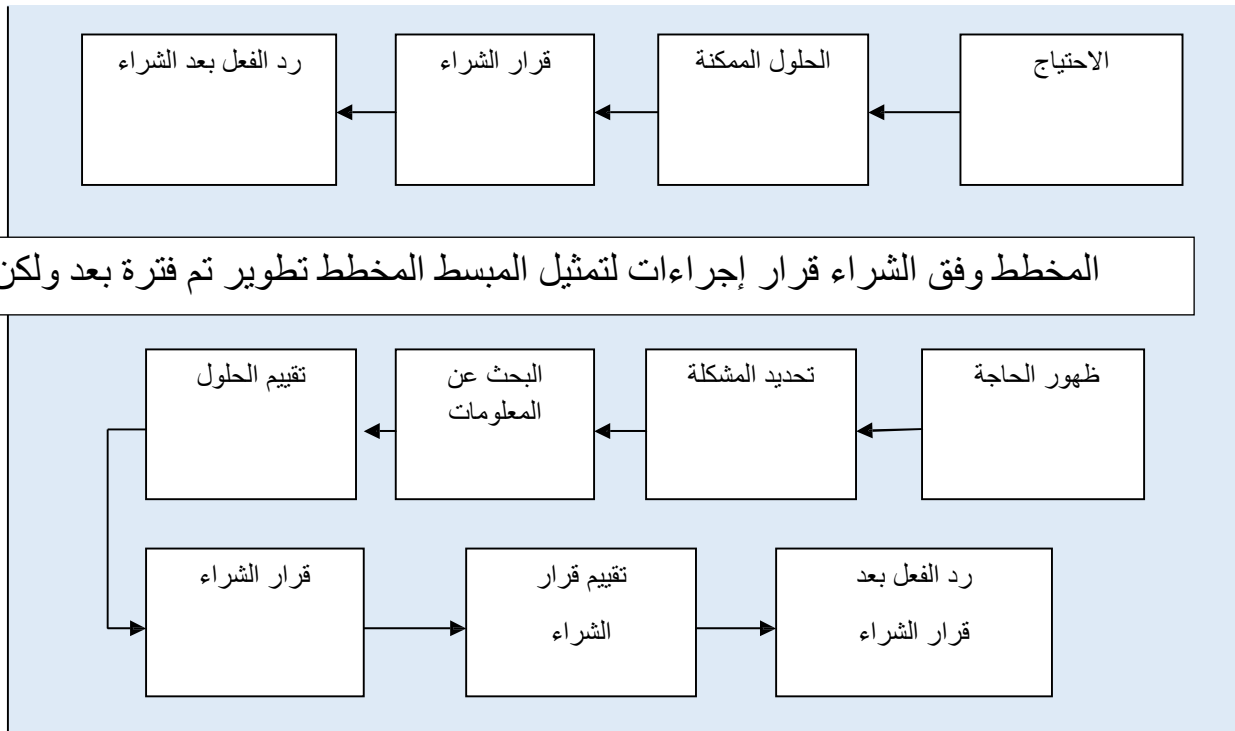 الاحتياج
الحلول الممكنة
قرار الشراء
رد الفعل بعد الشراء
المخطط وفق الشراء قرار إجراءات لتمثيل المبسط المخطط تطوير تم فترة بعد ولكن
ظهور الحاجة
تحديد المشكلة
البحث عن
المعلومات
تقييم الحلول
قرار الشراء
تقييم قرار
الشراء
رد الفعل بعد
قرار الشراء